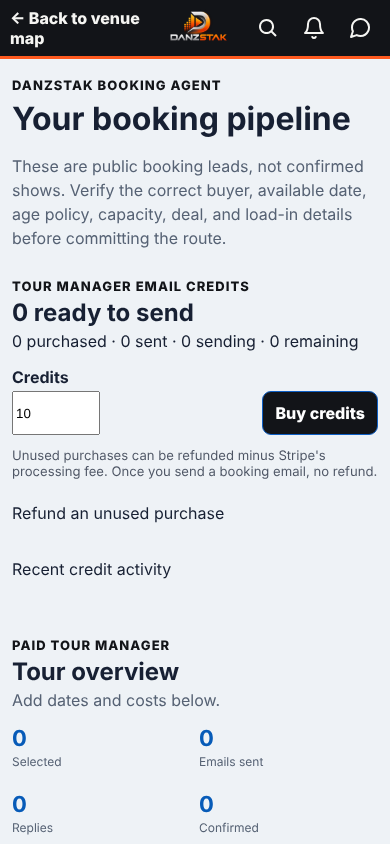 ← Back to venue
map
DANZSTAK
DANZSTAK BOOKING AGENT
Your booking pipeline
These are public booking leads, not confirmed
shows. Verify the correct buyer, available date,
age policy, capacity, deal, and load-in details
before committing the route.
TOUR MANAGER EMAIL CREDITS
0 ready to send
0 purchased · 0 sent · 0 sending · 0 remaining
Credits
10
Buy credits
Unused purchases can be refunded minus Stripe's
processing fee. Once you send a booking email, no refund.
Refund an unused purchase
Recent credit activity
PAID TOUR MANAGER
Tour overview
Add dates and costs below.
0 0
Selected Emails sent
0 0
Replies Confirmed